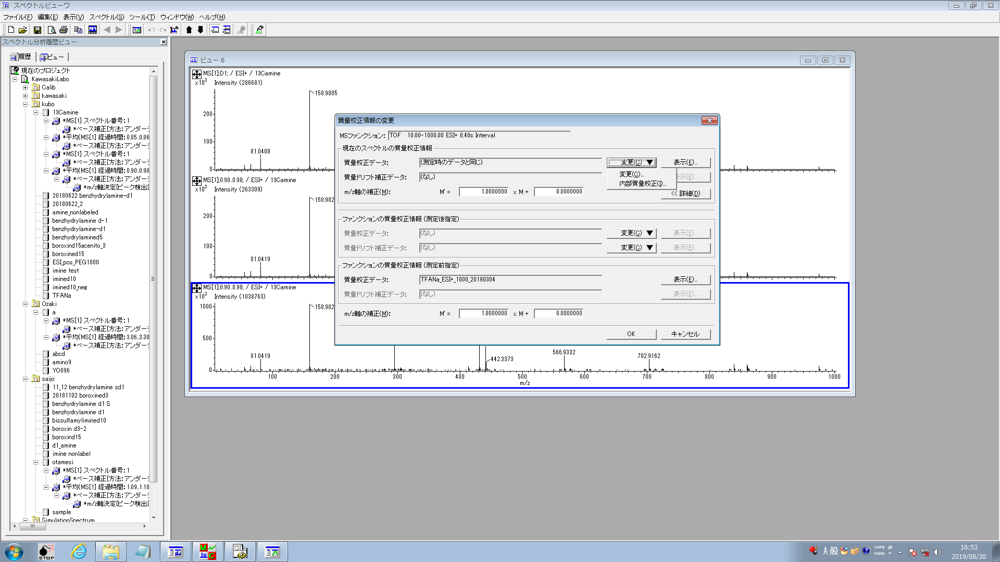 スペクトルビューワ
ファイル(F) 編集(E) 表示(V) スペクトル(S) ツール(T) ウィンドウ(W) ヘルプ(H)
スペクトル分析履歴ビュー
履歴 ビュー
現在のプロジェクト
KawasakiLabo
Calib
kawasaki
kubo
13Camine
*MS[1] スペクトル番号:1
*ベース補正[方法:アンダーシ
*平均(MS[1] 経過時間:0.85..0.86
*ベース補正[方法:アンダーシ
*MS[1] スペクトル番号:1
*ベース補正[方法:アンダーシ
*平均(MS[1] 経過時間:0.90..0.98
*ベース補正[方法:アンダーシ
*m/z軸決定[ピーク検出[
20180622 benzhydrylamine-d1
20180622_2
amine_nonlabeled
benzhydrylamine d-1
benzhydrylamine-d1
benzhydrylamined5
boroxind15acenito_3
boroxined15
ESI_pos_PEG1000
imine test
imined10
imined10_neg
TFANa
Ozaki
a
*MS[1] スペクトル番号:1
*ベース補正[方法:アンダーシ
*平均(MS[1] 経過時間:3.06..3.30
*ベース補正[方法:アンダーシ
abcd
amino9
YO096
saijo
11_12 benzhydrylamine sd1
20181102 boroxined3
benzhydrylamine d1 S
benzhydrylamine d1
bissulfamylimined10
boroxin d3-2
boroxind15
d1_amine
imine nonlabel
otamesi
*MS[1] スペクトル番号:1
*ベース補正[方法:アンダーシ
*平均(MS[1] 経過時間:1.09..1.18
*ベース補正[方法:アンダーシ
*m/z軸決定[ピーク検出[
sample
SimulationSpectrum
ビュー 6
MS[1];D1; / ESI+ / 13Camine
x10³ Intensity (286681)
158.9805
200
100
81.0408
0
MS[1];0.90..0.98; / ESI+ / 13Camine
x10³ Intensity (263309)
158.982
200
100
81.0419
0
MS[1];0.90..0.98; / ESI+ / 13Camine
x10³ Intensity (1038763)
1000
158.982
500
81.0419
442.3373
566.9332
702.9162
0
100 200 300 400 500 600 700 800 900 1000
m/z
質量校正情報の変更
MSファンクション: TOF 10.00-1000.00 ESI+ 0.40s Interval
現在のスペクトルの質量校正情報
質量校正データ: (測定時のデータと同じ) 変更(C) ▼ 表示(E)...
変更(C)...
質量ドリフト補正データ: (なし) 表示(E)...
内部質量校正(I)...
m/z軸の補正(M): M' = 1.0000000 x M + 0.0000000
<< 詳細(D)
ファンクションの質量校正情報 (測定後指定)
質量校正データ: (なし) 変更(C) ▼ 表示(E)...
質量ドリフト補正データ: (なし) 変更(C) ▼ 表示(E)...
ファンクションの質量校正情報 (測定前指定)
質量校正データ: TFANa_ESI+_1000_20190304 表示(E)...
質量ドリフト補正データ: (なし) 表示(E)...
m/z軸の補正(M): M' = 1.0000000 x M + 0.0000000
OK キャンセル
STOP
A 般
CAPS
KANA
16:53
2019/08/30